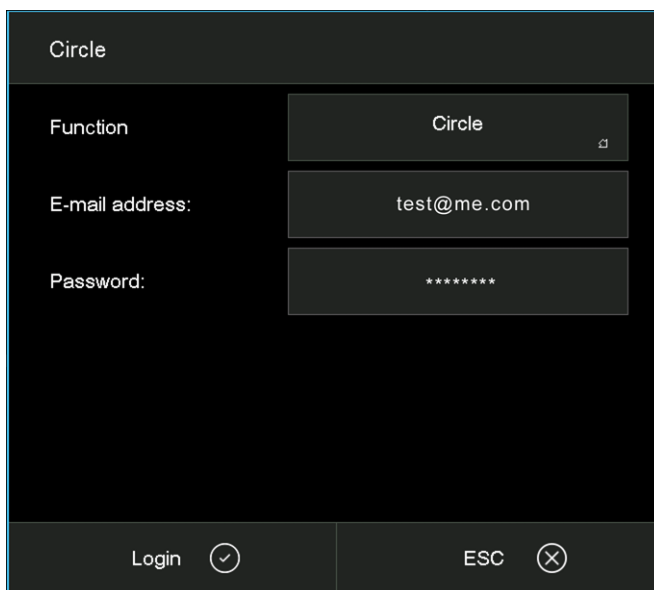 Circle
Function
Circle
E-mail address:
test@me.com
Password:
********
Login
ESC